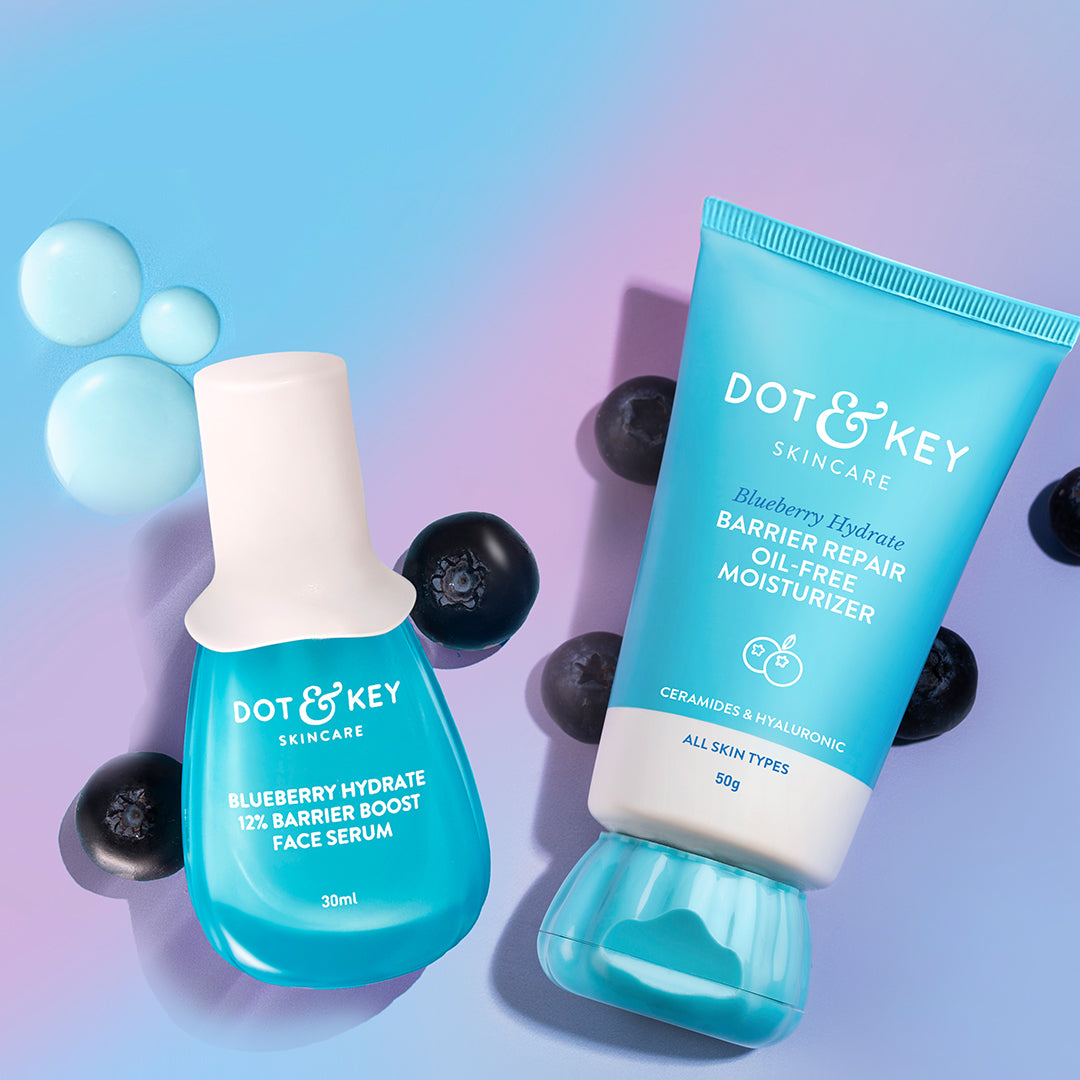 DOT & KEY
SKINCARE
BLUEBERRY HYDRATE
12% BARRIER BOOST
FACE SERUM
30ml
DOT & KEY
SKINCARE
Blueberry Hydrate
BARRIER REPAIR
OIL-FREE
MOISTURIZER
CERAMIDES & HYALURONIC
ALL SKIN TYPES
50g